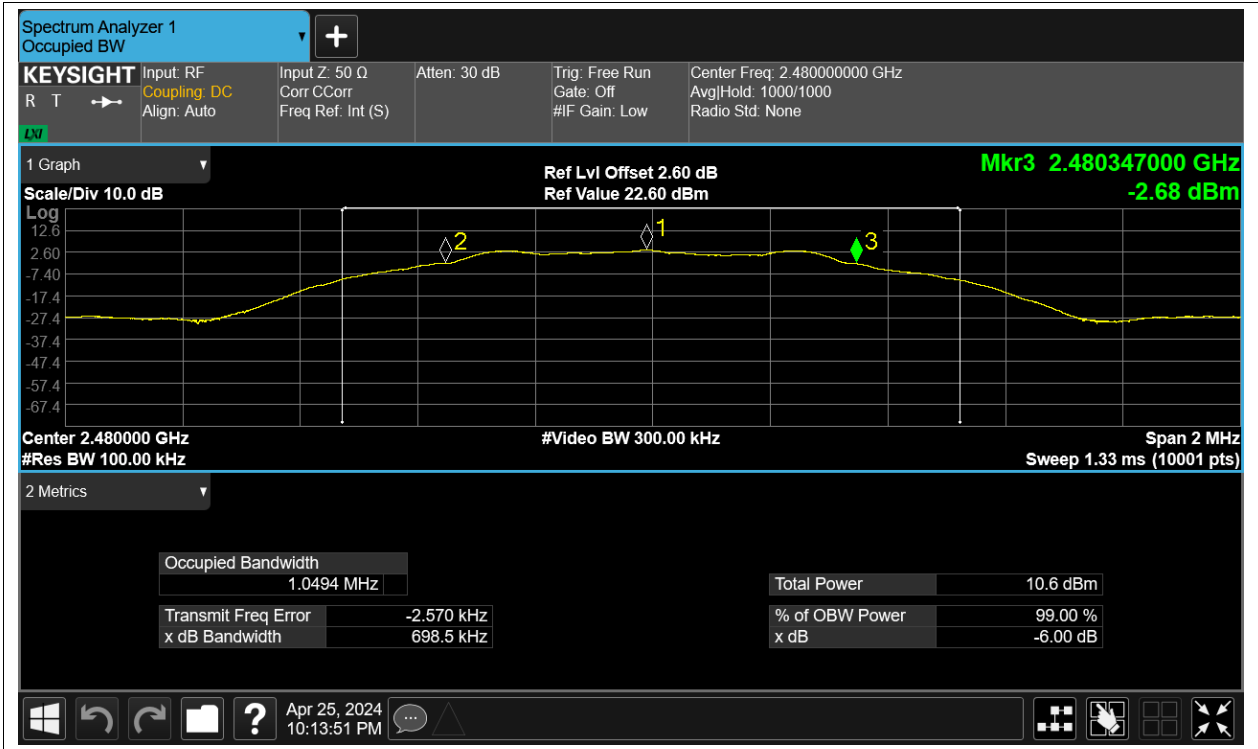 Spectrum Analyzer 1
Occupied BW
KEYSIGHT
R T
LXI
Input: RF
Coupling: DC
Align: Auto
Input Z: 50 Ω
Corr CCorr
Freq Ref: Int (S)
Atten: 30 dB
Trig: Free Run
Gate: Off
#IF Gain: Low
Center Freq: 2.480000000 GHz
Avg|Hold: 1000/1000
Radio Std: None
1 Graph
Scale/Div 10.0 dB
Ref Lvl Offset 2.60 dB
Ref Value 22.60 dBm
Mkr3 2.480347000 GHz
-2.68 dBm
Log
12.6
2.60
-7.40
-17.4
-27.4
-37.4
-47.4
-57.4
-67.4
2
1
3
Center 2.480000 GHz
#Video BW 300.00 kHz
Span 2 MHz
#Res BW 100.00 kHz
Sweep 1.33 ms (10001 pts)
2 Metrics
Occupied Bandwidth
1.0494 MHz
Total Power 10.6 dBm
Transmit Freq Error -2.570 kHz
% of OBW Power 99.00 %
x dB Bandwidth 698.5 kHz
x dB -6.00 dB
?
Apr 25, 2024
10:13:51 PM